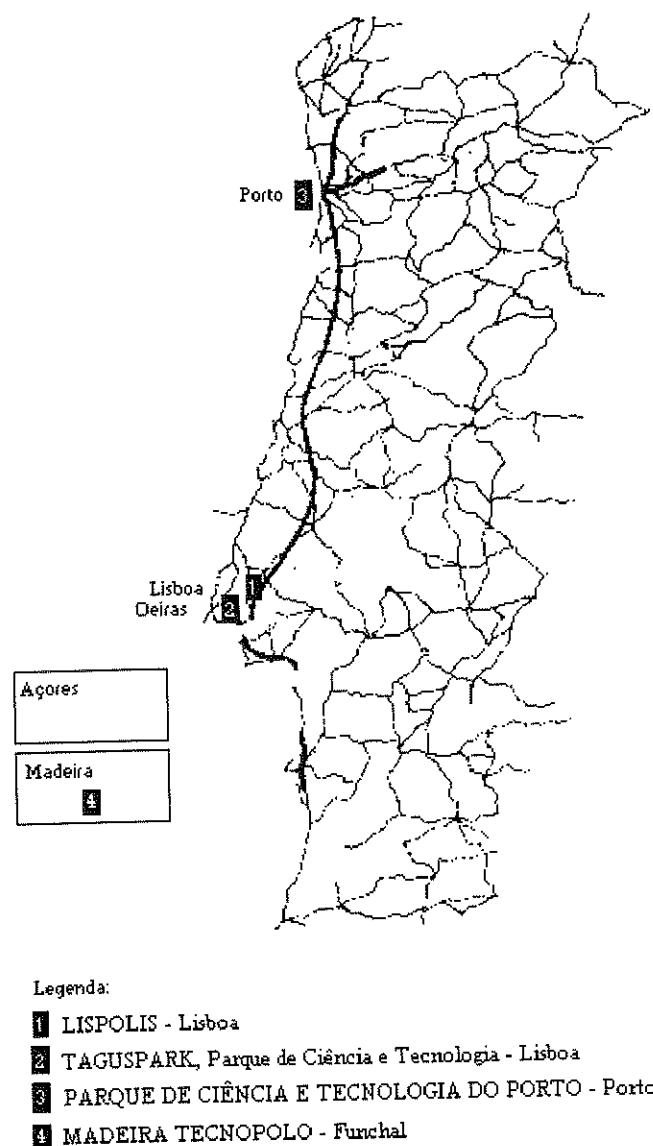 Porto 3
Lisboa 1
Oeiras 2
Açores
Madeira
4
Legenda:
1 LISPOLIS - Lisboa
2 TAGUSPARK, Parque de Ciência e Tecnologia - Lisboa
3 PARQUE DE CIÊNCIA E TECNOLOGIA DO PORTO - Porto
4 MADEIRA TECNOPOLO - Funchal